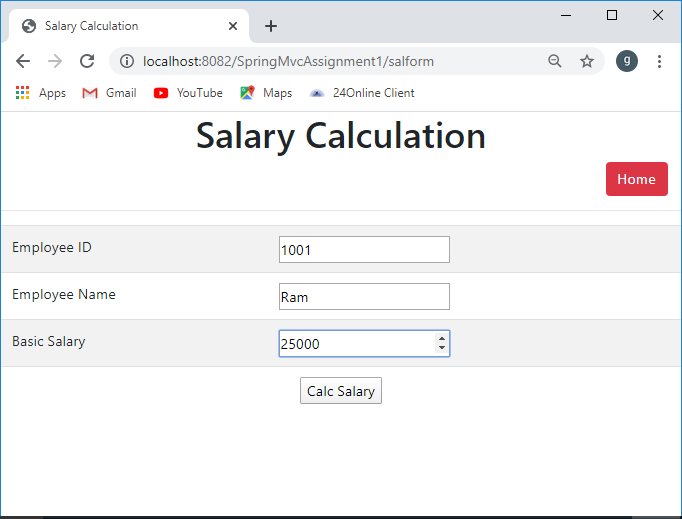 Salary Calculation
localhost:8082/SpringMvcAssignment1/salform
g
Apps Gmail YouTube Maps 24Online Client
Salary Calculation
Home
Employee ID 1001
Employee Name Ram
Basic Salary 25000
Calc Salary